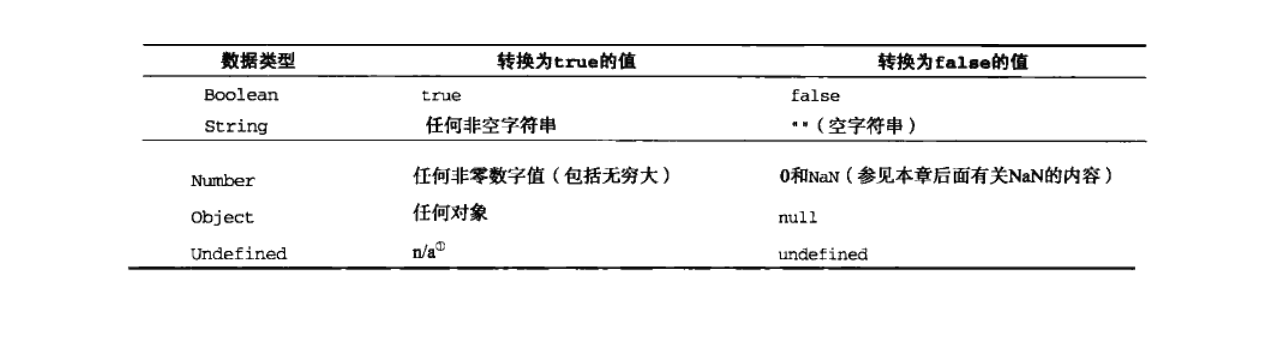 数据类型 转换为true的值 转换为false的值
Boolean true false
String 任何非空字符串 ""（空字符串）
Number 任何非零数字值（包括无穷大） 0和NaN（参见本章后面有关NaN的内容）
Object 任何对象 null
Undefined n/a① undefined